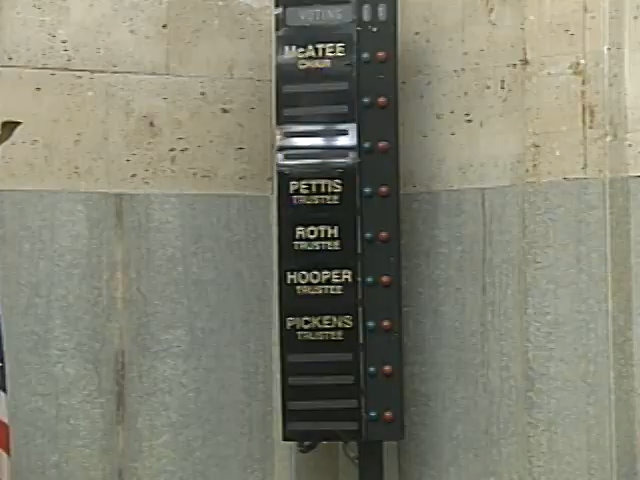 VOTING
McATEE
CHAIR
PETTIS
TRUSTEE
ROTH
TRUSTEE
HOOPER
TRUSTEE
PICKENS
TRUSTEE